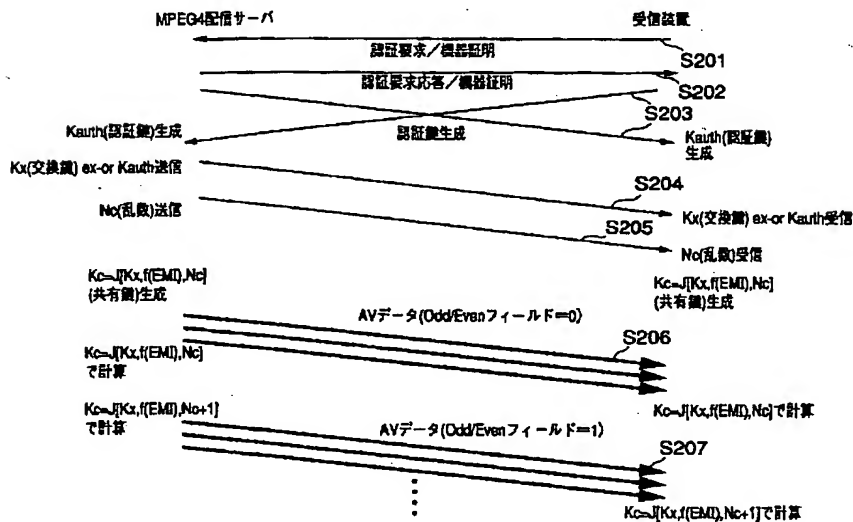 MPEG4配信サーバ
受信装置
認証要求／機器証明
S201
認証要求応答／機器証明
S202
S203
Kauth(認証鍵)生成
認証鍵生成
Kauth(認証鍵)
生成
Kx(交換鍵) ex-or Kauth送信
S204
Kx(交換鍵) ex-or Kauth受信
Nc(乱数)送信
S205
Nc(乱数)受信
Kc=J[Kx,f(EMI),Nc]
(共有鍵)生成
Kc=J[Kx,f(EMI),Nc]
(共有鍵)生成
AVデータ(Odd/Evenフィールド=0)
S206
Kc=J[Kx,f(EMI),Nc]
で計算
Kc=J[Kx,f(EMI),Nc]で計算
Kc=J[Kx,f(EMI),Nc+1]
で計算
AVデータ(Odd/Evenフィールド=1)
S207
Kc=J[Kx,f(EMI),Nc+1]で計算